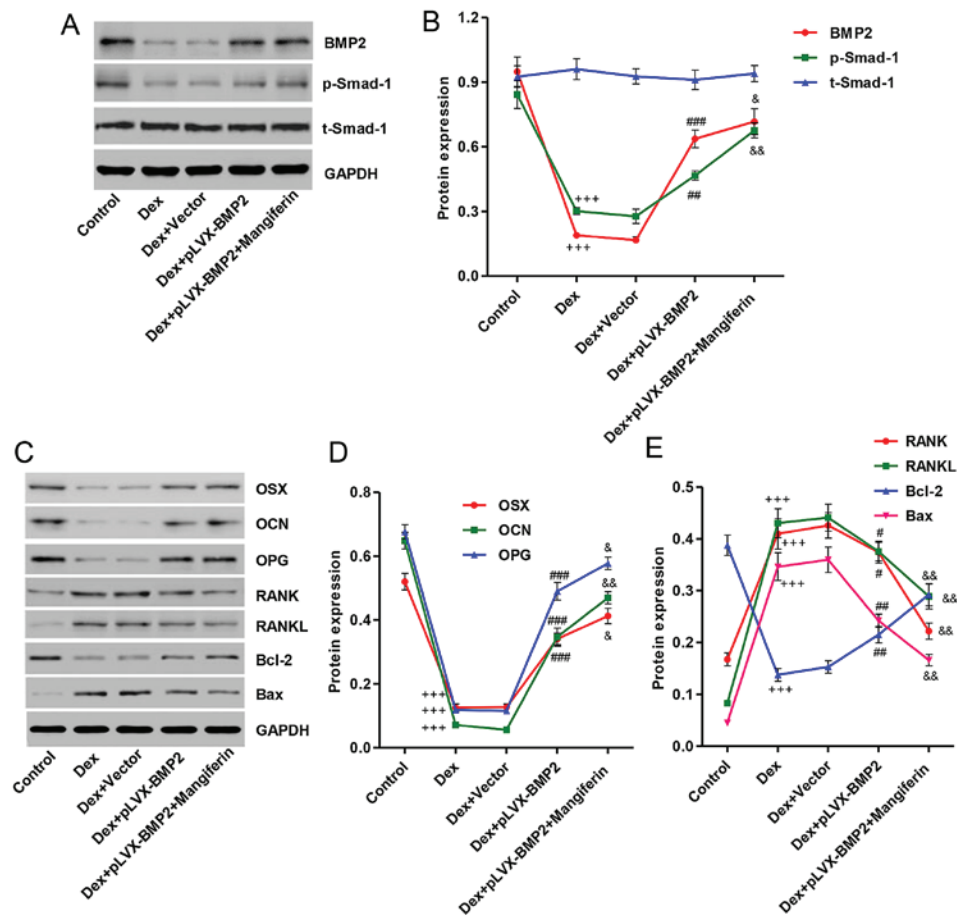 A
BMP2
p-Smad-1
t-Smad-1
GAPDH
Control
Dex
Dex+Vector
Dex+pLVX-BMP2
Dex+pLVX-BMP2+Mangiferin
B
BMP2
p-Smad-1
t-Smad-1
Protein expression
1.2
0.9
0.6
0.3
0.0
+++
+++
###
##
&
&&
Control
Dex
Dex+Vector
Dex+pLVX-BMP2
Dex+pLVX-BMP2+Mangiferin
C
OSX
OCN
OPG
RANK
RANKL
Bcl-2
Bax
GAPDH
Control
Dex
Dex+Vector
Dex+pLVX-BMP2
Dex+pLVX-BMP2+Mangiferin
D
OSX
OCN
OPG
Protein expression
0.8
0.6
0.4
0.2
0.0
+++
+++
+++
###
###
###
&
&&
&
Control
Dex
Dex+Vector
Dex+pLVX-BMP2
Dex+pLVX-BMP2+Mangiferin
E
RANK
RANKL
Bcl-2
Bax
Protein expression
0.5
0.4
0.3
0.2
0.1
0.0
+++
+++
+++
+++
#
#
##
##
&&
&&
&&
&&
Control
Dex
Dex+Vector
Dex+pLVX-BMP2
Dex+pLVX-BMP2+Mangiferin